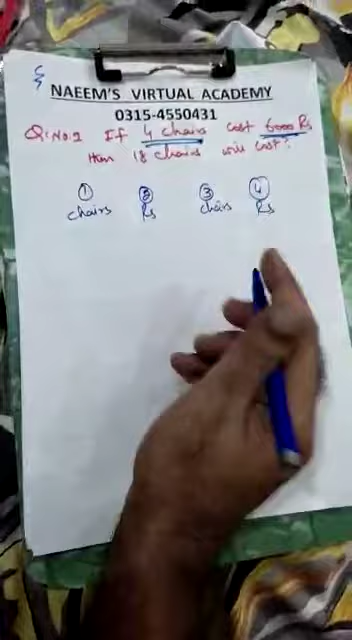 NAEEM'S VIRTUAL ACADEMY
0315-4550431
Q:No.1 If 4 chairs cost 6000 Rs
then 18 chairs will cost?
1 2 3 4
chairs Rs chairs Rs